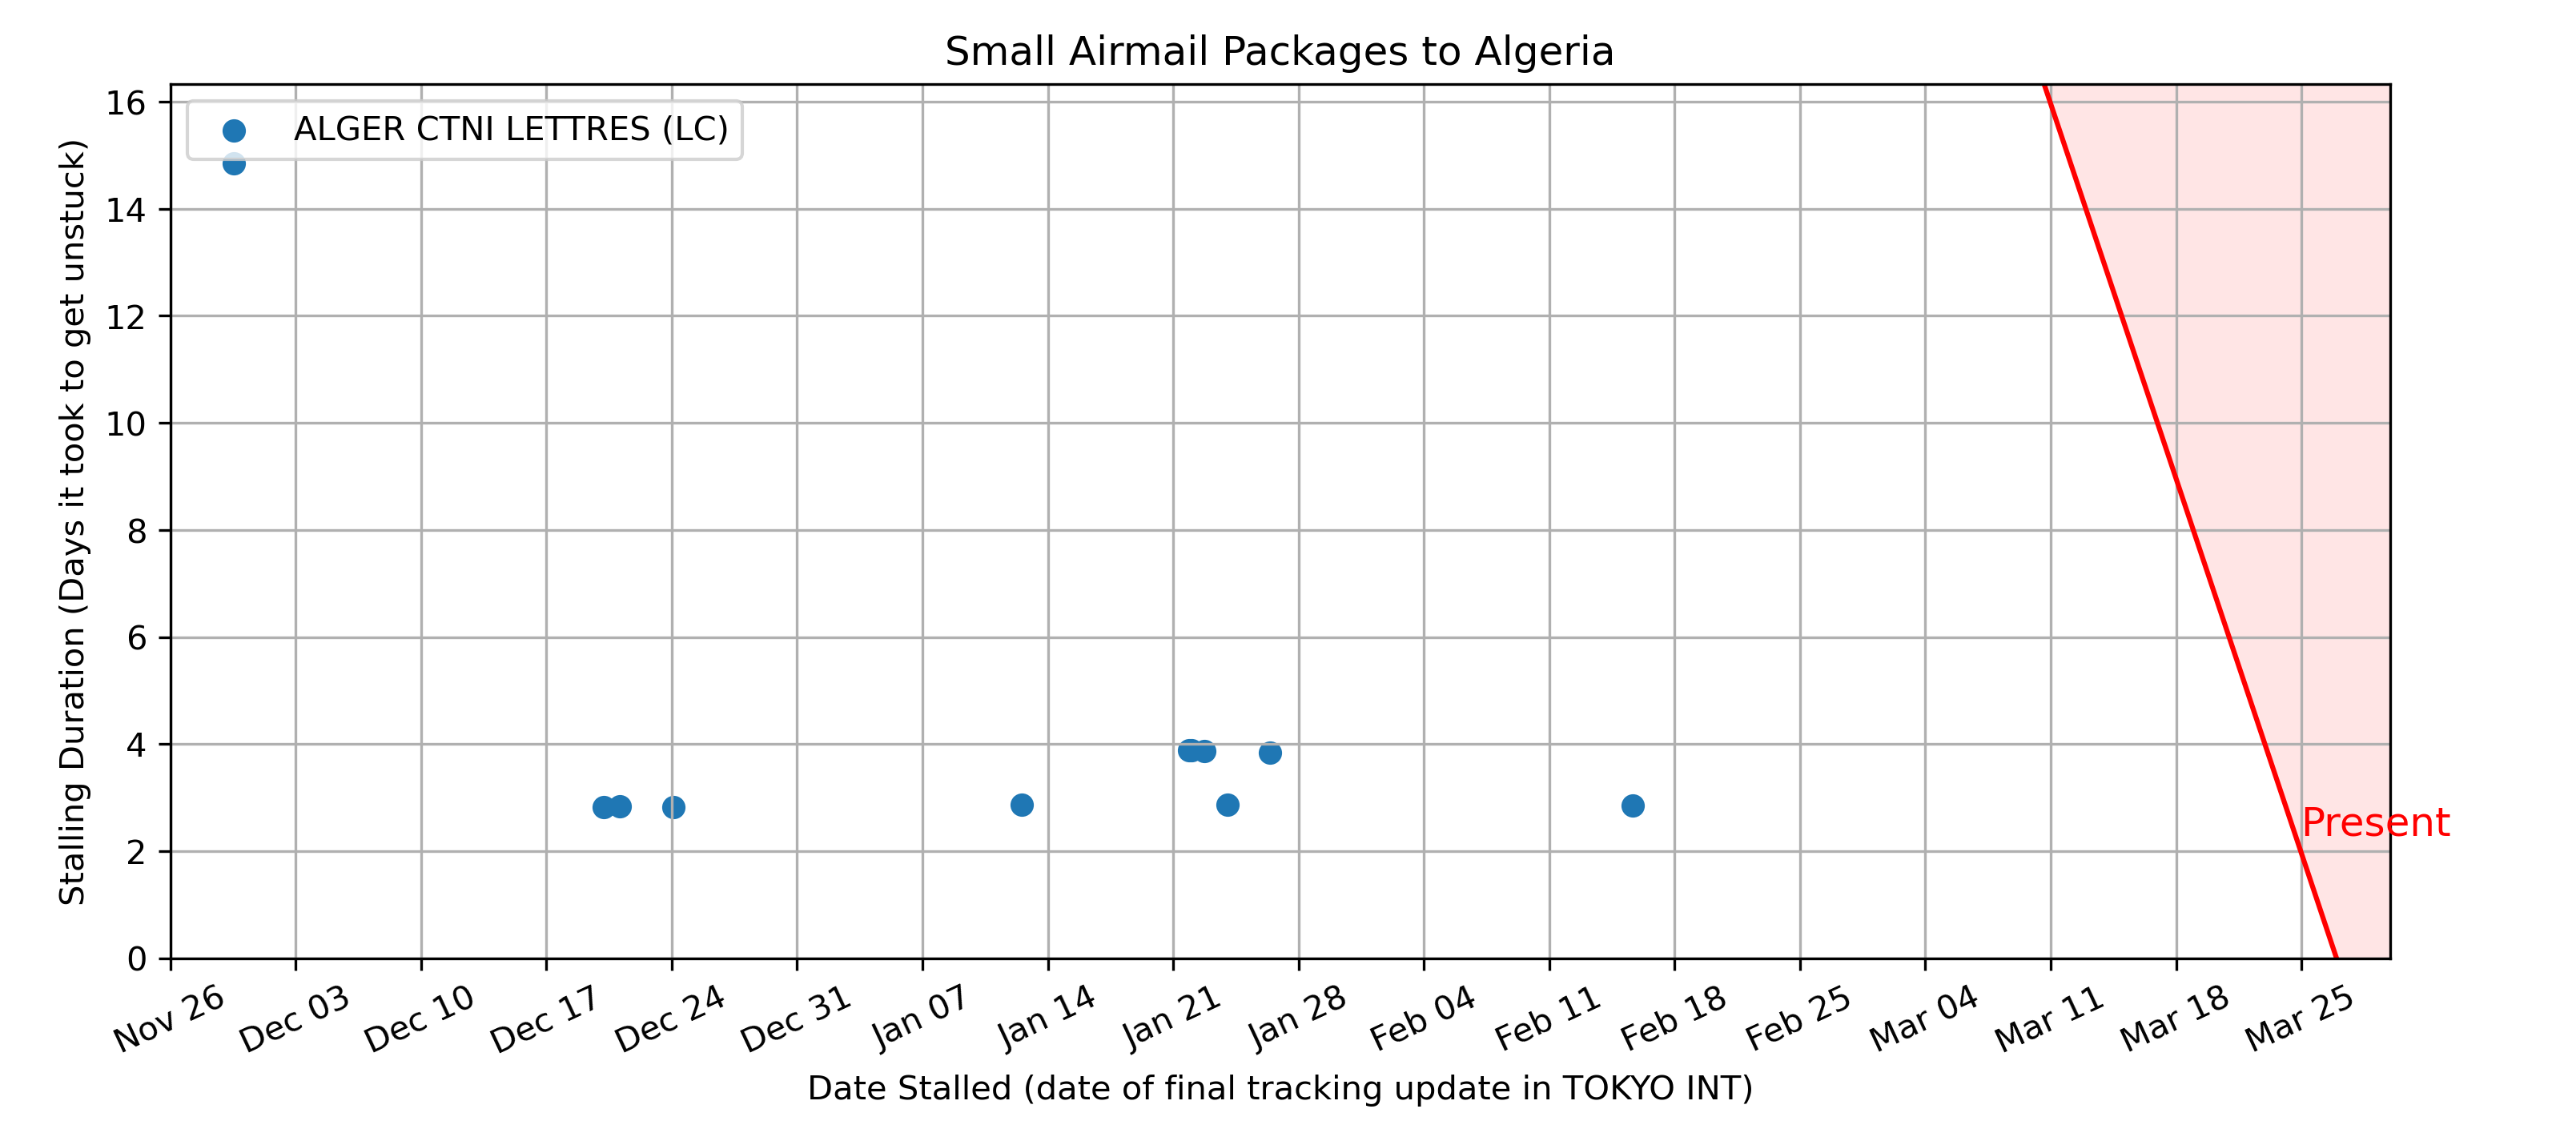 Small Airmail Packages to Algeria
ALGER CTNI LETTRES (LC)
Stalling Duration (Days it took to get unstuck)
16
14
12
10
8
6
4
2
0
Present
Nov 26
Dec 03
Dec 10
Dec 17
Dec 24
Dec 31
Jan 07
Jan 14
Jan 21
Jan 28
Feb 04
Feb 11
Feb 18
Feb 25
Mar 04
Mar 11
Mar 18
Mar 25
Date Stalled (date of final tracking update in TOKYO INT)